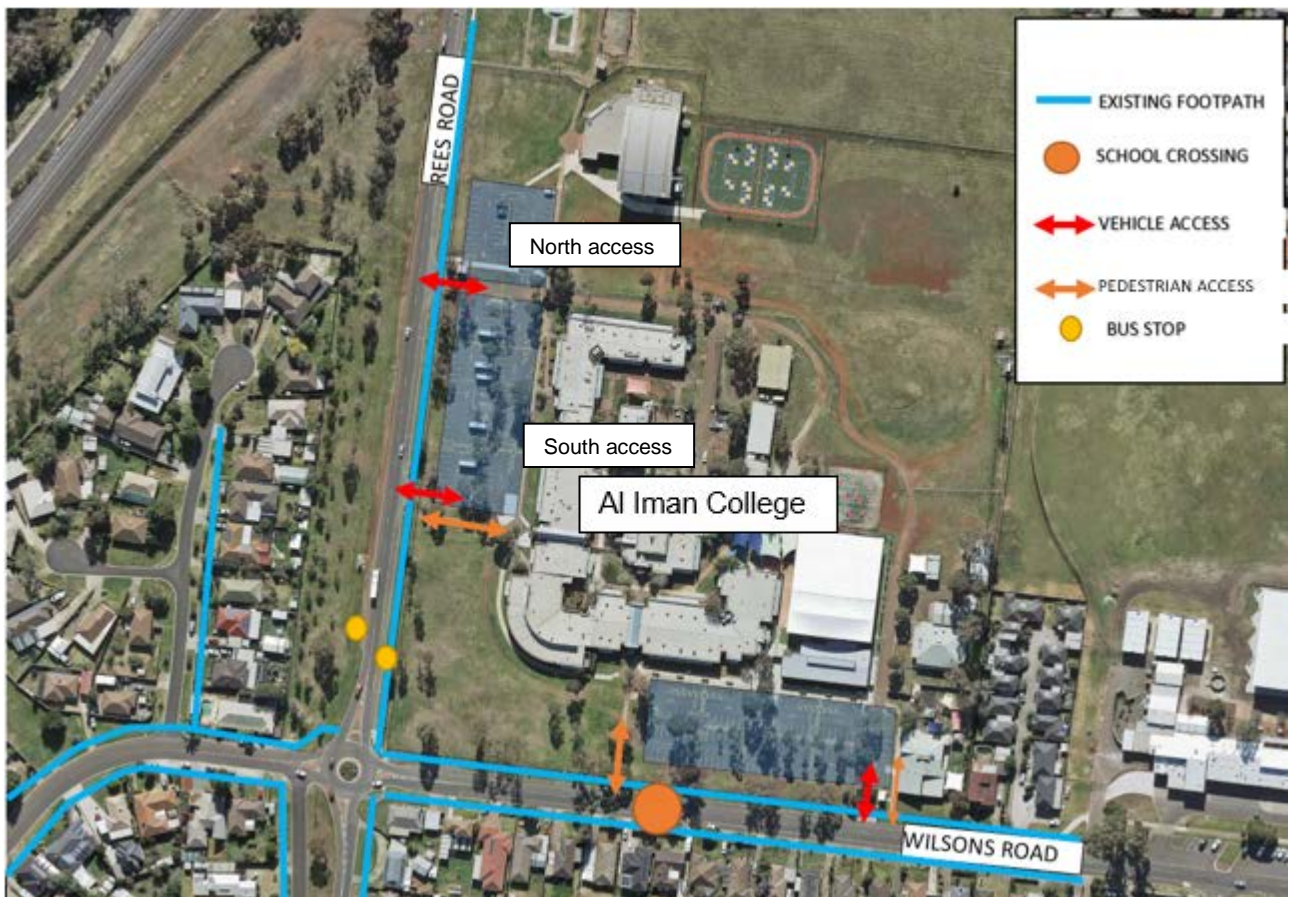 REES ROAD
North access
South access
Al Iman College
WILSONS ROAD
EXISTING FOOTPATH
SCHOOL CROSSING
VEHICLE ACCESS
PEDESTRIAN ACCESS
BUS STOP